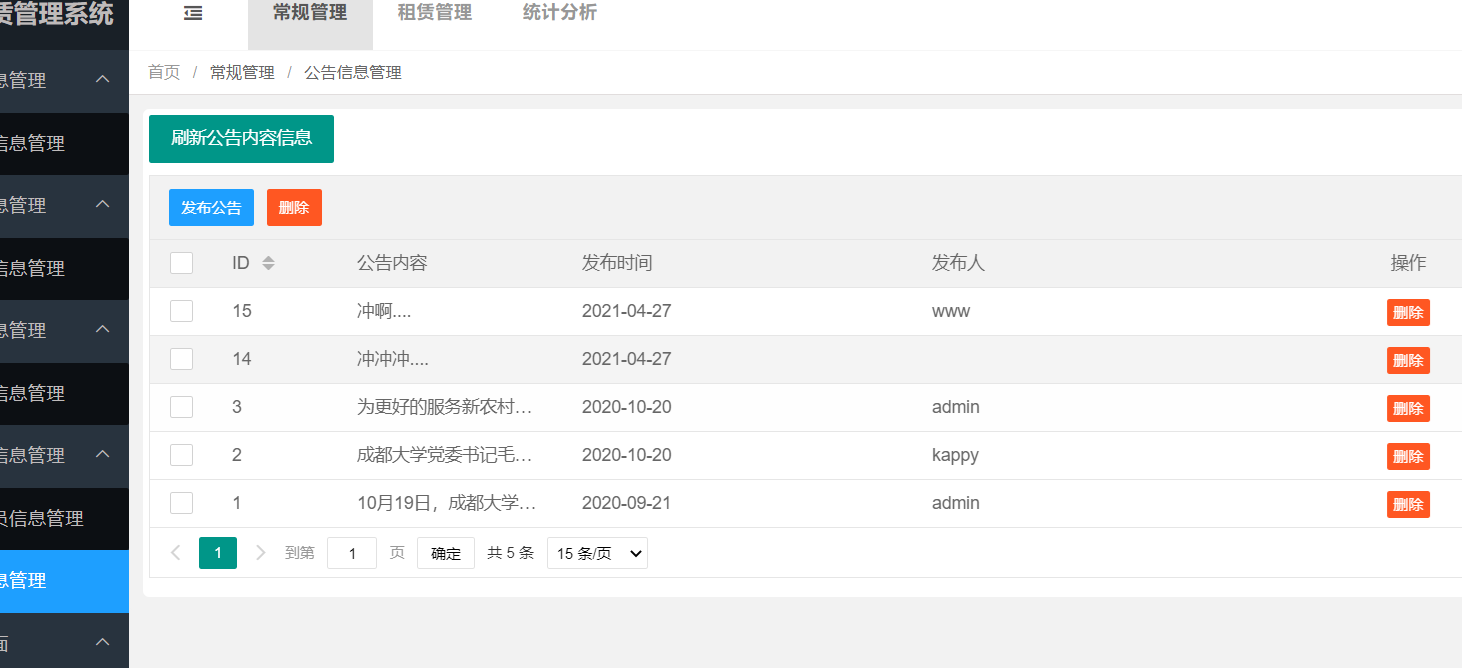 赁管理系统
常规管理 租赁管理 统计分析
首页 / 常规管理 / 公告信息管理
息管理
信息管理
息管理
信息管理
息管理
信息管理
信息管理
员信息管理
息管理
面
刷新公告内容信息
发布公告 删除
ID 公告内容 发布时间 发布人 操作
15 冲啊.... 2021-04-27 www 删除
14 冲冲冲.... 2021-04-27 删除
3 为更好的服务新农村... 2020-10-20 admin 删除
2 成都大学党委书记毛... 2020-10-20 kappy 删除
1 10月19日，成都大学... 2020-09-21 admin 删除
1 到第 1 页 确定 共 5 条 15 条/页